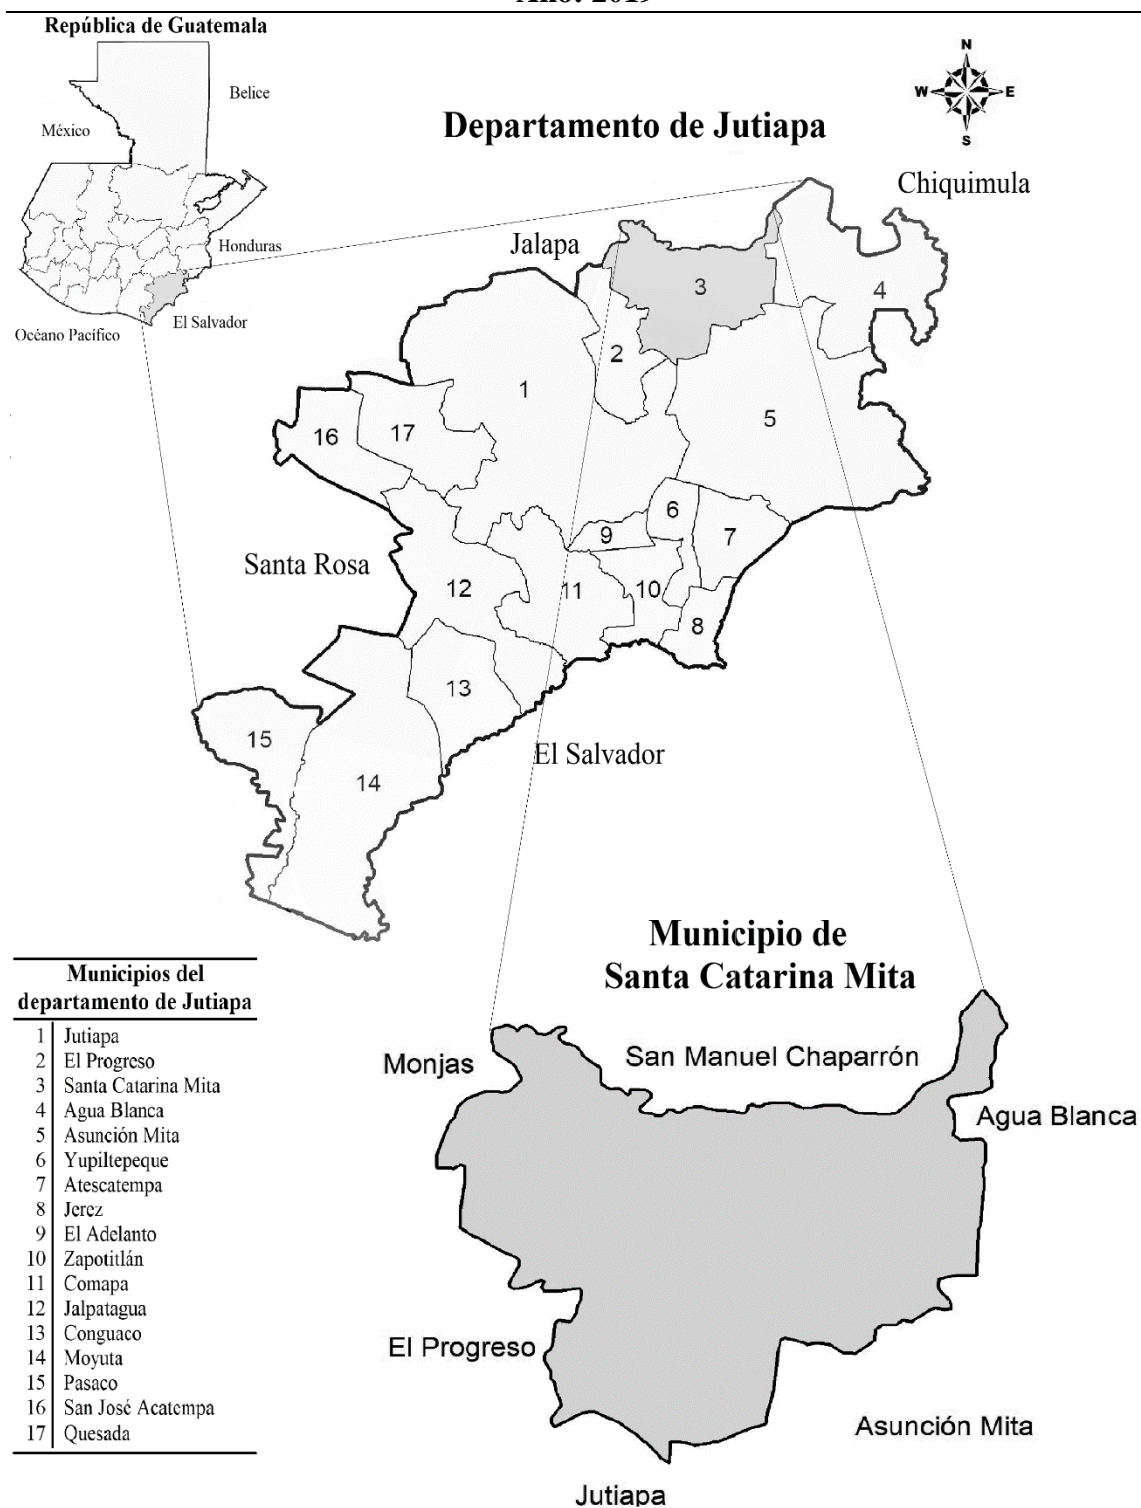 Año: 2019
República de Guatemala
Belice
México
Honduras
El Salvador
Océano Pacífico
N
W
E
S
Departamento de Jutiapa
Chiquimula
Jalapa
3
4
2
1
5
16
17
6
9
7
Santa Rosa
12
11
10
8
13
15
El Salvador
14
Municipio de
Santa Catarina Mita
Municipios del
departamento de Jutiapa
1 Jutiapa
2 El Progreso
3 Santa Catarina Mita
4 Agua Blanca
5 Asunción Mita
6 Yupiltepeque
7 Atescatempa
8 Jerez
9 El Adelanto
10 Zapotitlán
11 Comapa
12 Jalpatagua
13 Conguaco
14 Moyuta
15 Pasaco
16 San José Acatempa
17 Quesada
Monjas
San Manuel Chaparrón
Agua Blanca
El Progreso
Asunción Mita
Jutiapa